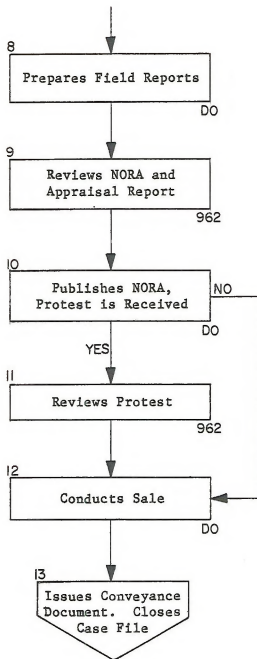 8
Prepares Field Reports
DO
9
Reviews NORA and
Appraisal Report
962
10
Publishes NORA,
Protest is Received
NO
DO
YES
11
Reviews Protest
962
12
Conducts Sale
DO
13
Issues Conveyance
Document. Closes
Case File